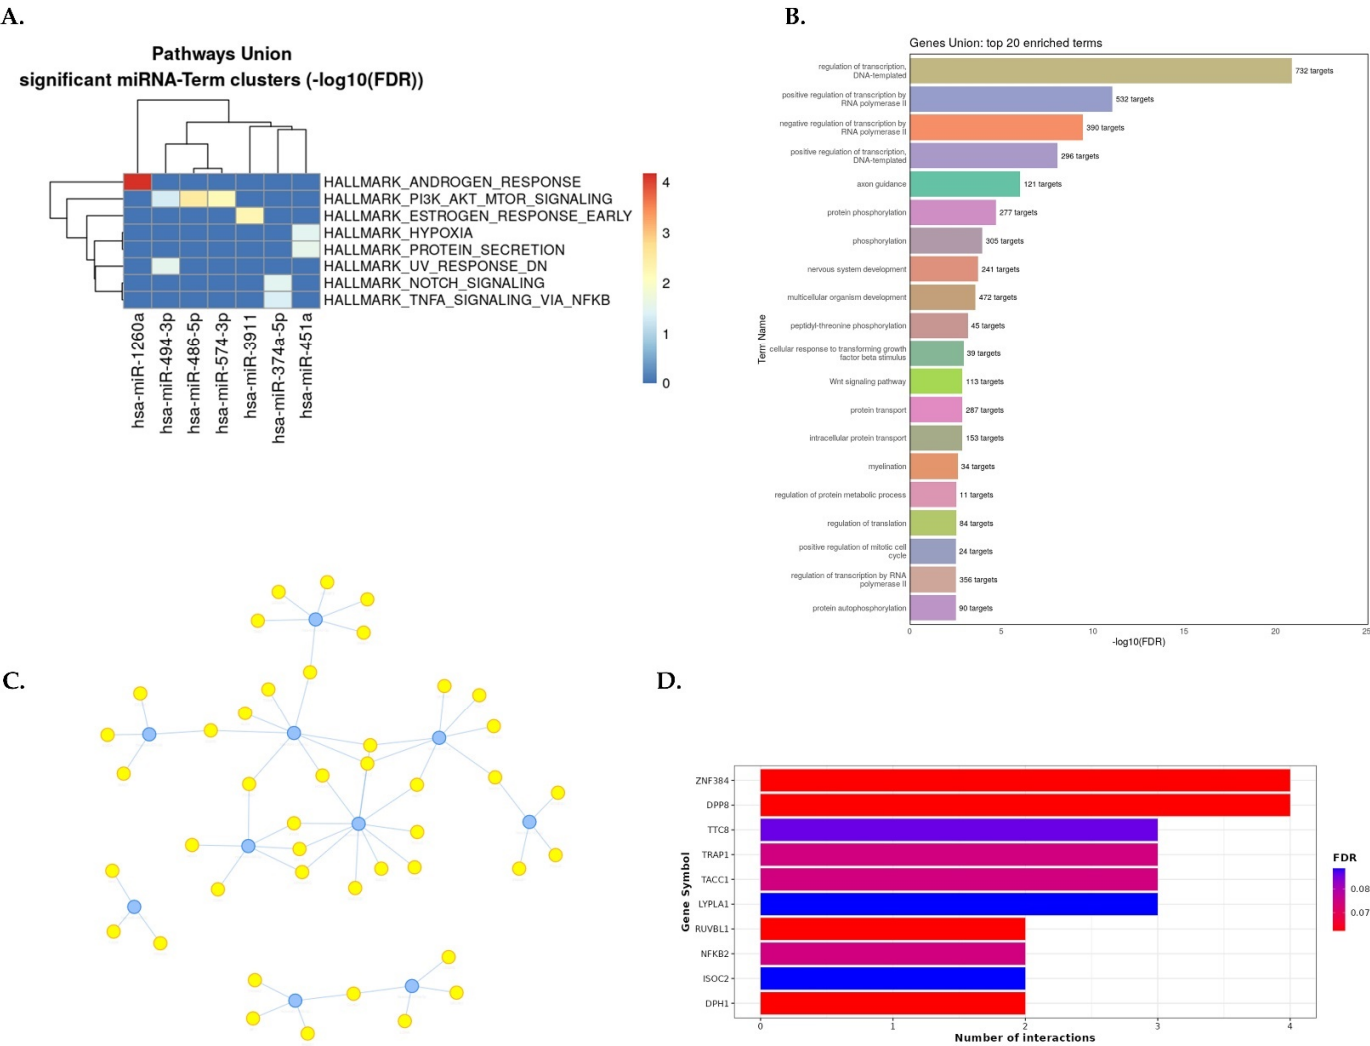 A.
Pathways Union
significant miRNA-Term clusters (-log10(FDR))
HALLMARK_ANDROGEN_RESPONSE
HALLMARK_PI3K_AKT_MTOR_SIGNALING
HALLMARK_ESTROGEN_RESPONSE_EARLY
HALLMARK_HYPOXIA
HALLMARK_PROTEIN_SECRETION
HALLMARK_UV_RESPONSE_DN
HALLMARK_NOTCH_SIGNALING
HALLMARK_TNFA_SIGNALING_VIA_NFKB
hsa-miR-1260a
hsa-miR-494-3p
hsa-miR-486-5p
hsa-miR-574-3p
hsa-miR-3911
hsa-miR-374a-5p
hsa-miR-451a
4
3
2
1
0
B.
Genes Union: top 20 enriched terms
Term Name
regulation of transcription,
DNA-templated
732 targets
positive regulation of transcription by
RNA polymerase II
532 targets
negative regulation of transcription by
RNA polymerase II
390 targets
positive regulation of transcription,
DNA-templated
296 targets
axon guidance
121 targets
protein phosphorylation
277 targets
phosphorylation
305 targets
nervous system development
241 targets
multicellular organism development
472 targets
peptidyl-threonine phosphorylation
45 targets
cellular response to transforming growth
factor beta stimulus
39 targets
Wnt signaling pathway
113 targets
protein transport
287 targets
intracellular protein transport
153 targets
myelination
34 targets
regulation of protein metabolic process
11 targets
regulation of translation
84 targets
positive regulation of mitotic cell
cycle
24 targets
regulation of transcription by RNA
polymerase II
356 targets
protein autophosphorylation
90 targets
0 5 10 15 20 25
-log10(FDR)
C.
D.
Gene Symbol
ZNF384
DPP8
TTC8
TRAP1
TACC1
LYPLA1
RUVBL1
NFKB2
ISOC2
DPH1
0 1 2 3 4
Number of interactions
FDR
0.08
0.07